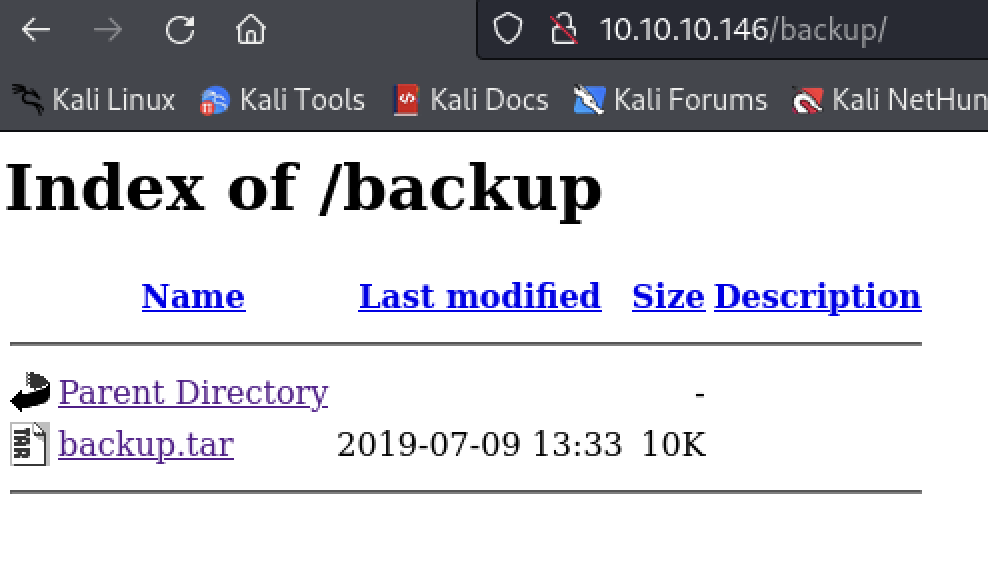 10.10.10.146/backup/
Kali Linux Kali Tools Kali Docs Kali Forums Kali NetHun
Index of /backup
Name Last modified Size Description
Parent Directory -
backup.tar 2019-07-09 13:33 10K